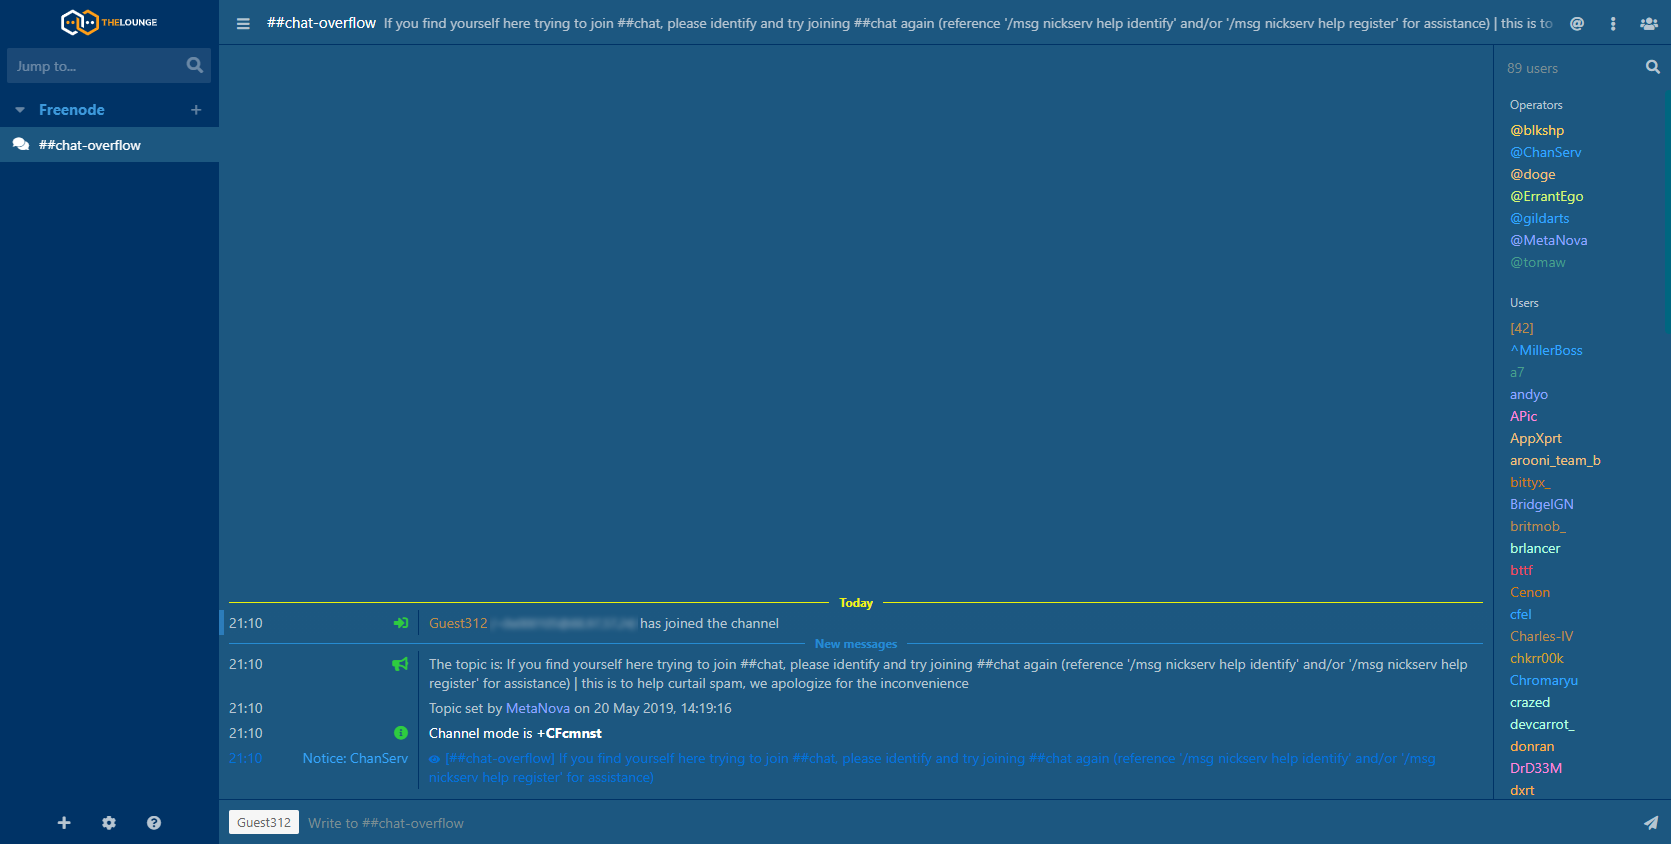 THELOUNGE
Jump to...
Freenode
##chat-overflow
##chat-overflow If you find yourself here trying to join ##chat, please identify and try joining ##chat again (reference '/msg nickserv help identify' and/or '/msg nickserv help register' for assistance) | this is to
Today
21:10 Guest312 has joined the channel
New messages
21:10 The topic is: If you find yourself here trying to join ##chat, please identify and try joining ##chat again (reference '/msg nickserv help identify' and/or '/msg nickserv help
register' for assistance) | this is to help curtail spam, we apologize for the inconvenience
21:10 Topic set by MetaNova on 20 May 2019, 14:19:16
21:10 Channel mode is +CFcmnst
21:10 Notice: ChanServ [##chat-overflow] If you find yourself here trying to join ##chat, please identify and try joining ##chat again (reference '/msg nickserv help identify' and/or '/msg
nickserv help register' for assistance)
Guest312 Write to ##chat-overflow
89 users
Operators
@blkshp
@ChanServ
@doge
@ErrantEgo
@gildarts
@MetaNova
@tomaw
Users
[42]
^MillerBoss
a7
andyo
APic
AppXprt
arooni_team_b
bittyx_
BridgeIGN
britmob_
brlancer
bttf
Cenon
cfel
Charles-IV
chkrr00k
Chromaryu
crazed
devcarrot_
donran
DrD33M
dxrt